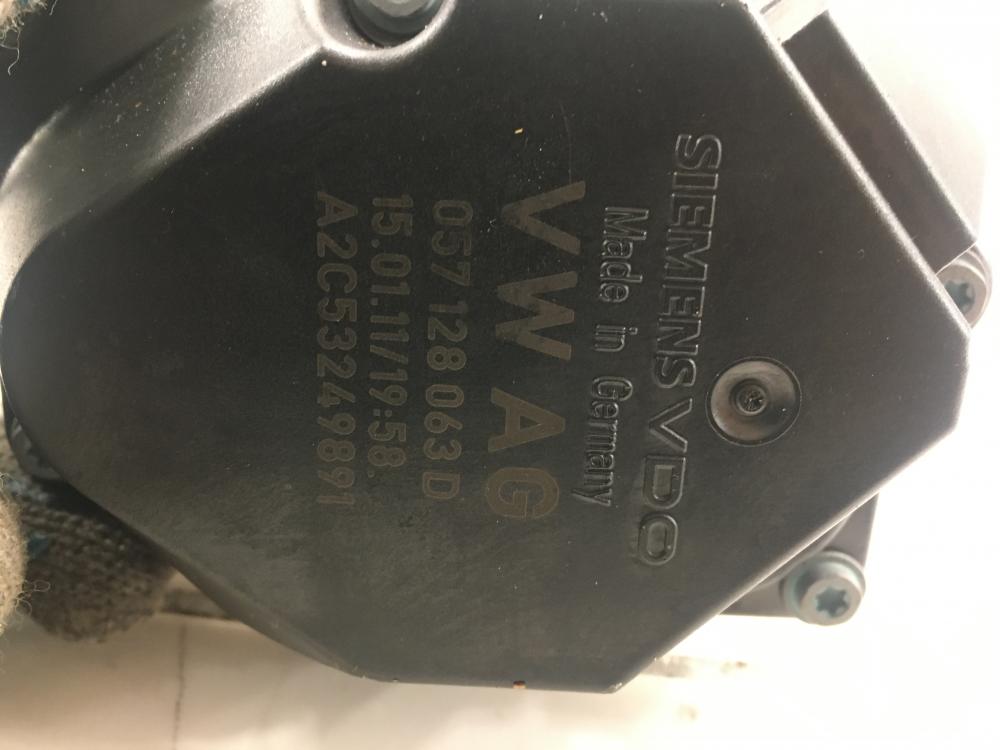 SIEMENS VDO
Made in Germany
VW AG
057 128 063 D
15.01.11/19:58.
A2C53249891